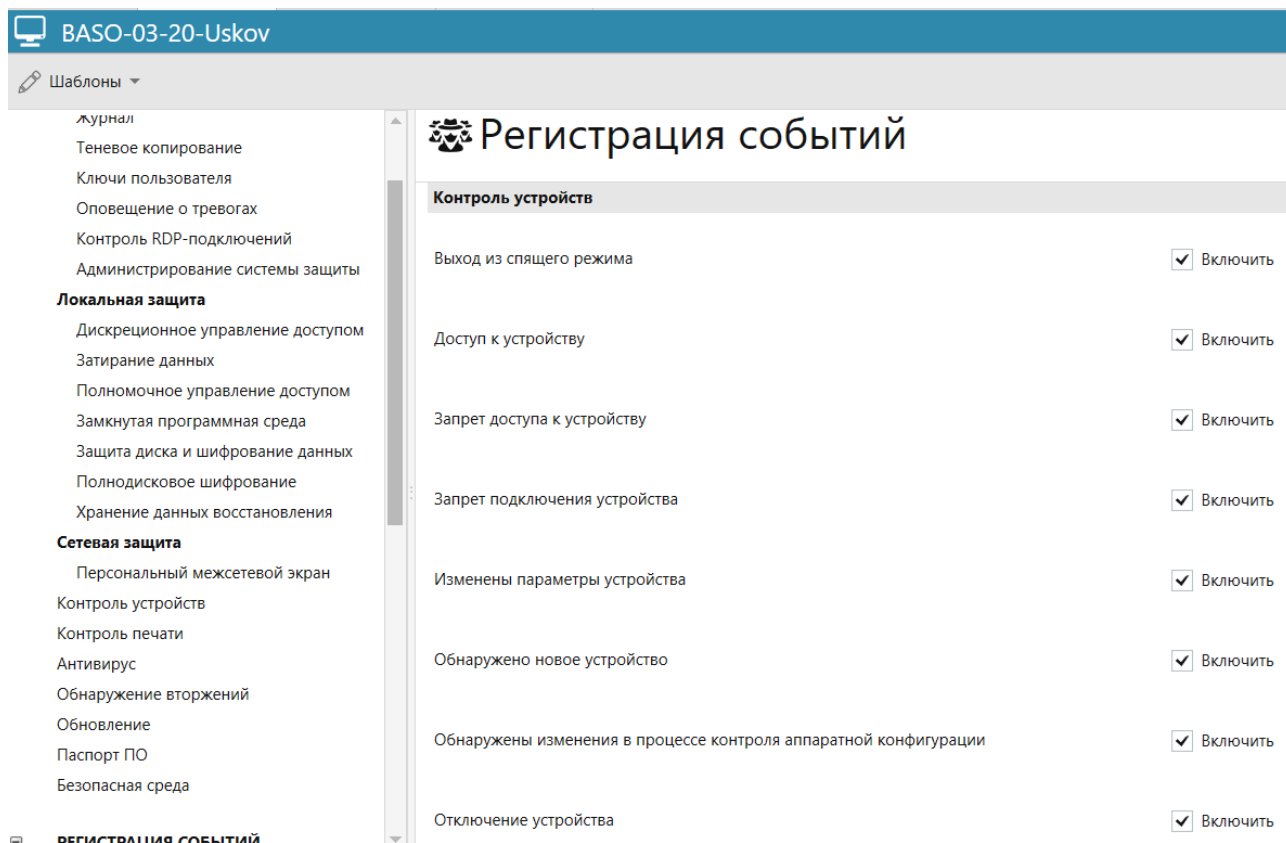 BASO-03-20-Uskov
Шаблоны
Журнал
Теневое копирование
Ключи пользователя
Оповещение о тревогах
Контроль RDP-подключений
Администрирование системы защиты
Локальная защита
Дискреционное управление доступом
Затирание данных
Полномочное управление доступом
Замкнутая программная среда
Защита диска и шифрование данных
Полнодисковое шифрование
Хранение данных восстановления
Сетевая защита
Персональный межсетевой экран
Контроль устройств
Контроль печати
Антивирус
Обнаружение вторжений
Обновление
Паспорт ПО
Безопасная среда
РЕГИСТРАЦИЯ СОБЫТИЙ
Регистрация событий
Контроль устройств
Выход из спящего режима Включить
Доступ к устройству Включить
Запрет доступа к устройству Включить
Запрет подключения устройства Включить
Изменены параметры устройства Включить
Обнаружено новое устройство Включить
Обнаружены изменения в процессе контроля аппаратной конфигурации Включить
Отключение устройства Включить